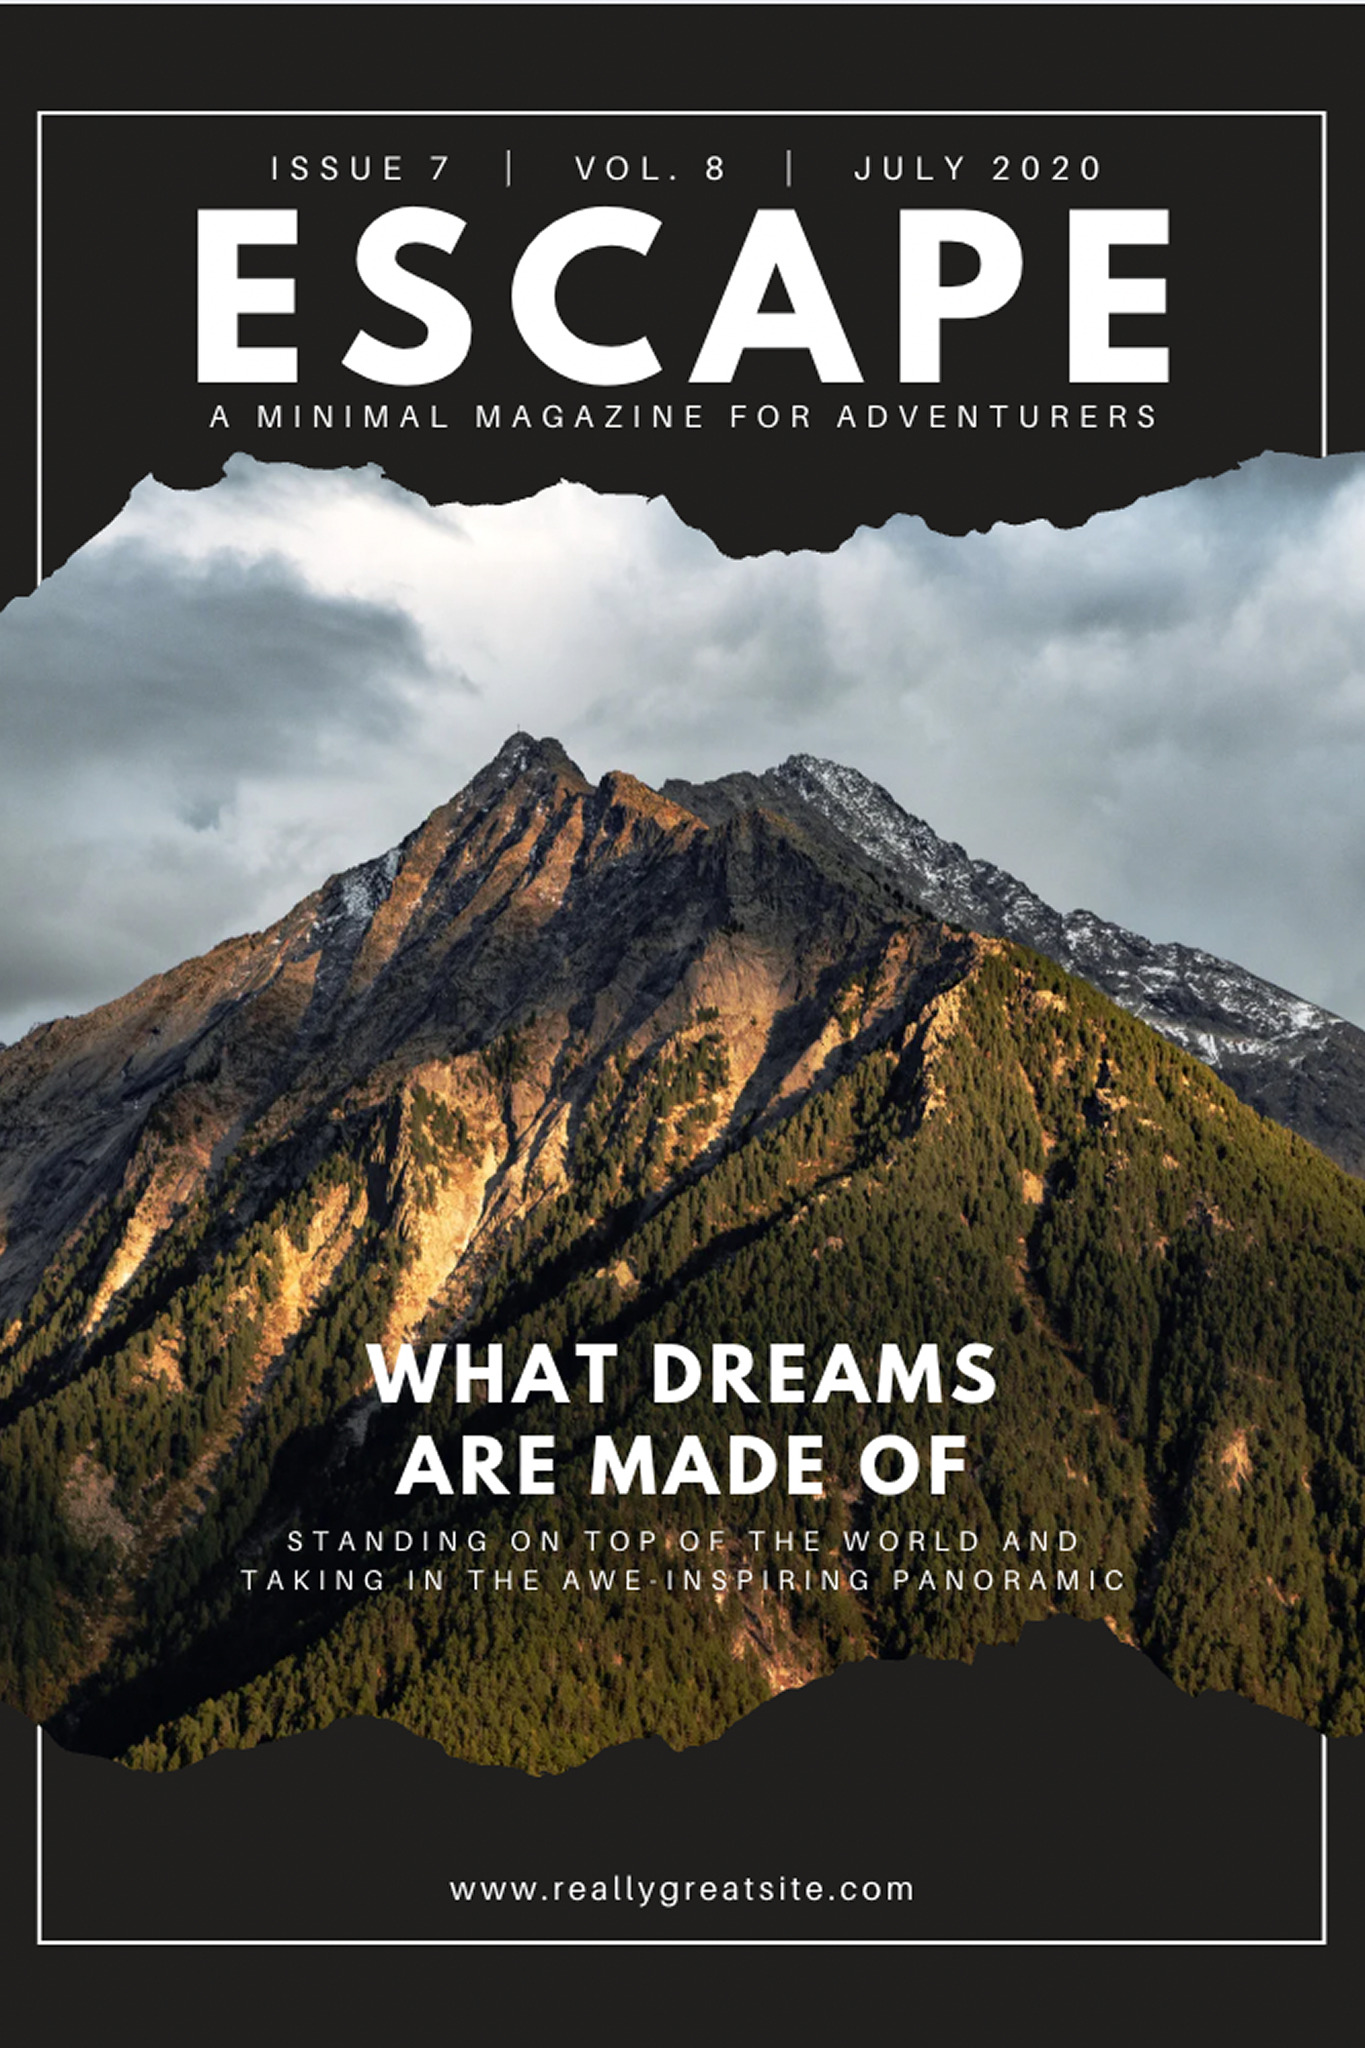 ISSUE 7 | VOL. 8 | JULY 2020
ESCAPE
A MINIMAL MAGAZINE FOR ADVENTURERS
WHAT DREAMS
ARE MADE OF
STANDING ON TOP OF THE WORLD AND
TAKING IN THE AWE-INSPIRING PANORAMIC
www.reallygreatsite.com